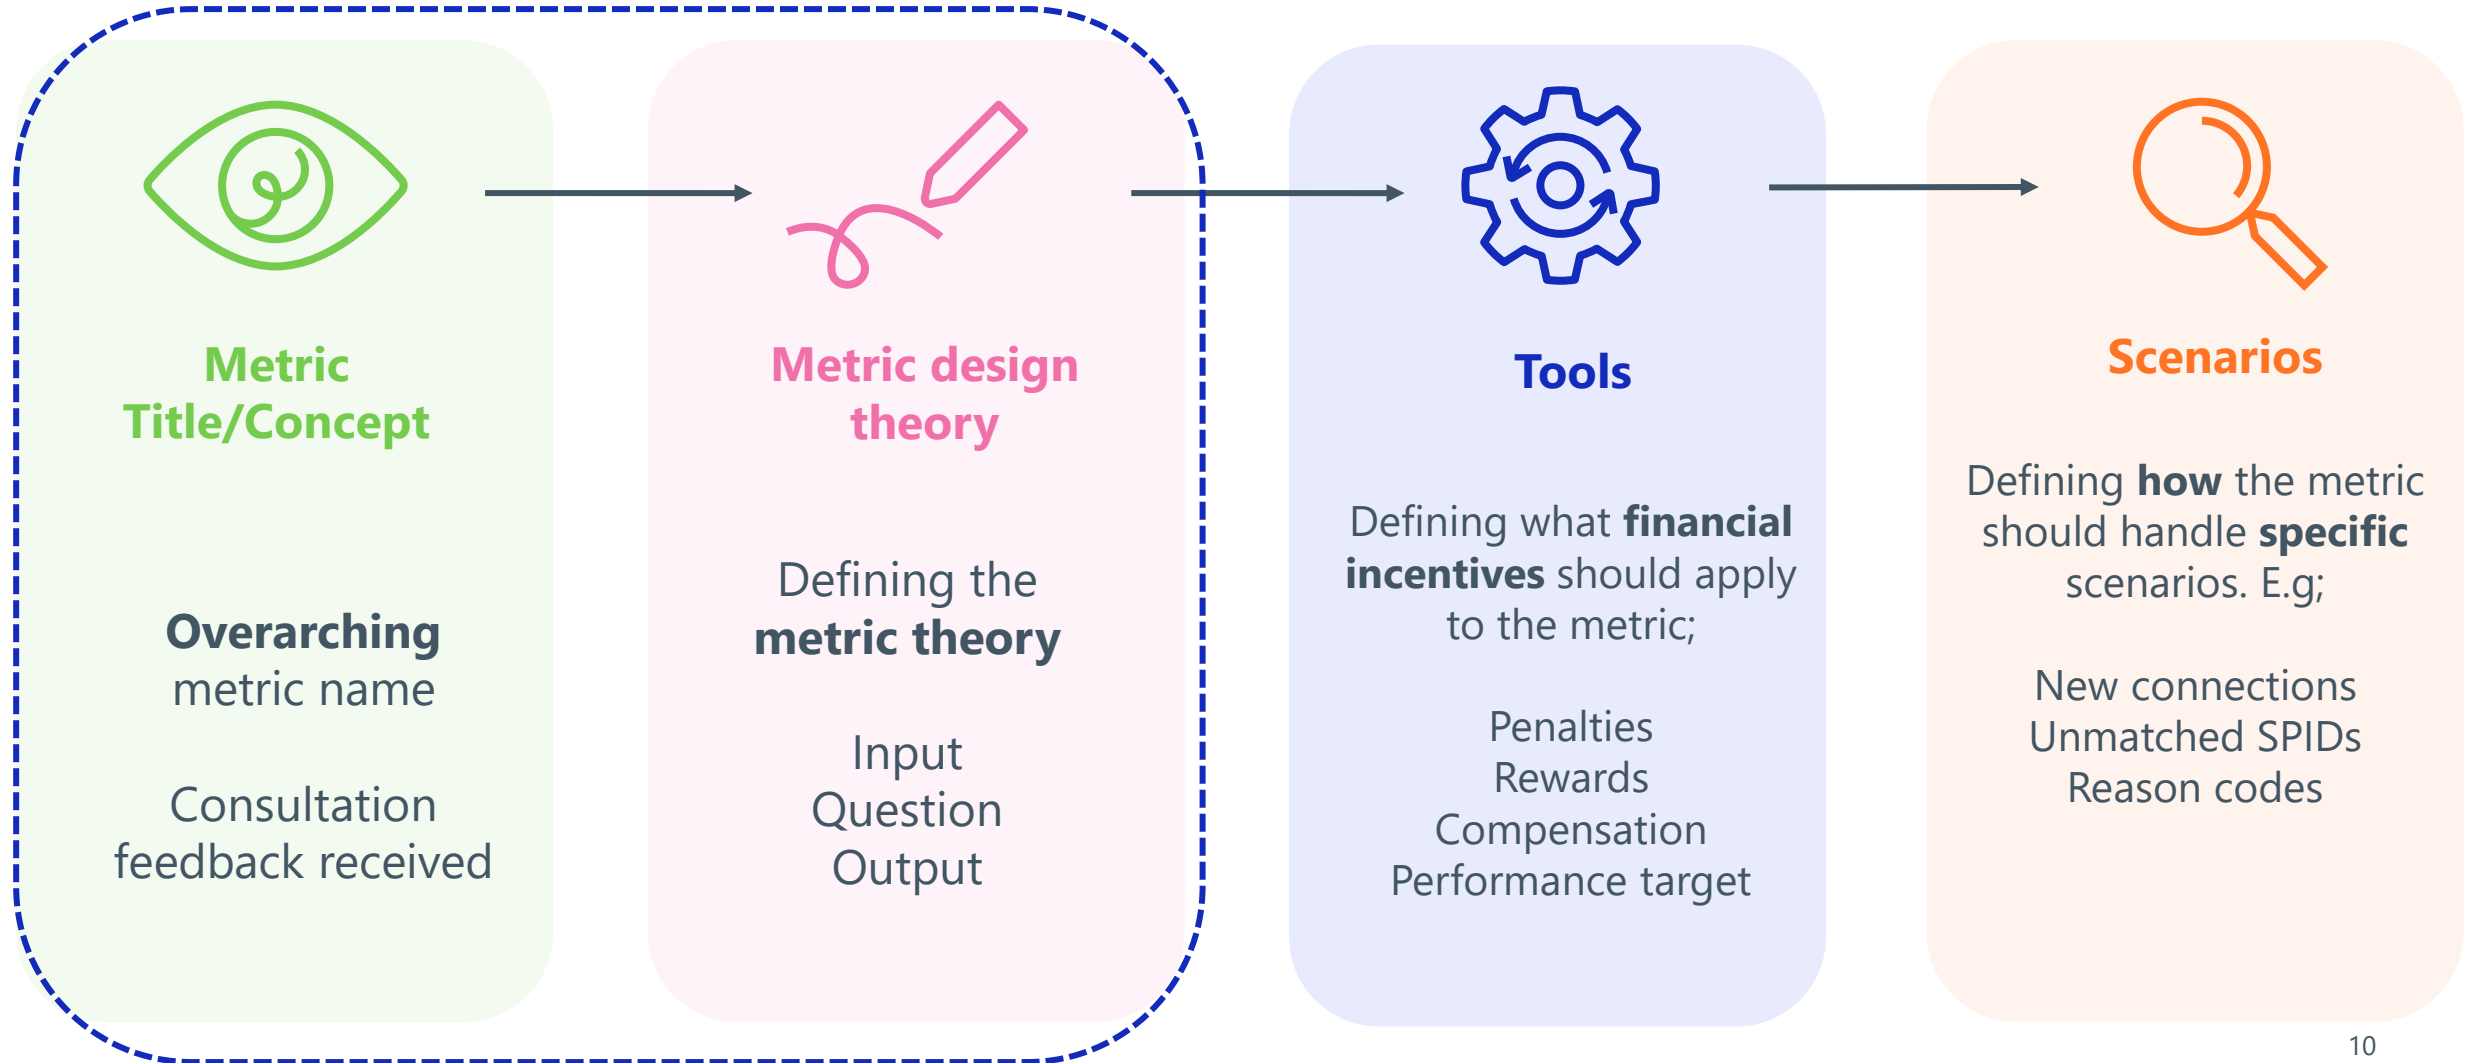 Metric
Title/Concept
Overarching
metric name
Consultation
feedback received
Metric design
theory
Defining the
metric theory
Input
Question
Output
Tools
Defining what financial
incentives should apply
to the metric;
Penalties
Rewards
Compensation
Performance target
Scenarios
Defining how the metric
should handle specific
scenarios. E.g;
New connections
Unmatched SPIDs
Reason codes
10